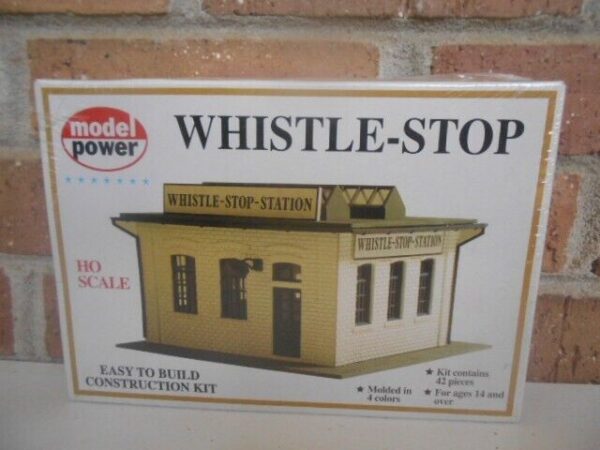 model
power
WHISTLE-STOP
WHISTLE-STOP-STATION
WHISTLE-STOP-STATION
HO
SCALE
EASY TO BUILD
CONSTRUCTION KIT
★ Molded in
4 colors
★ Kit contains
42 pieces
★ For ages 14 and
over